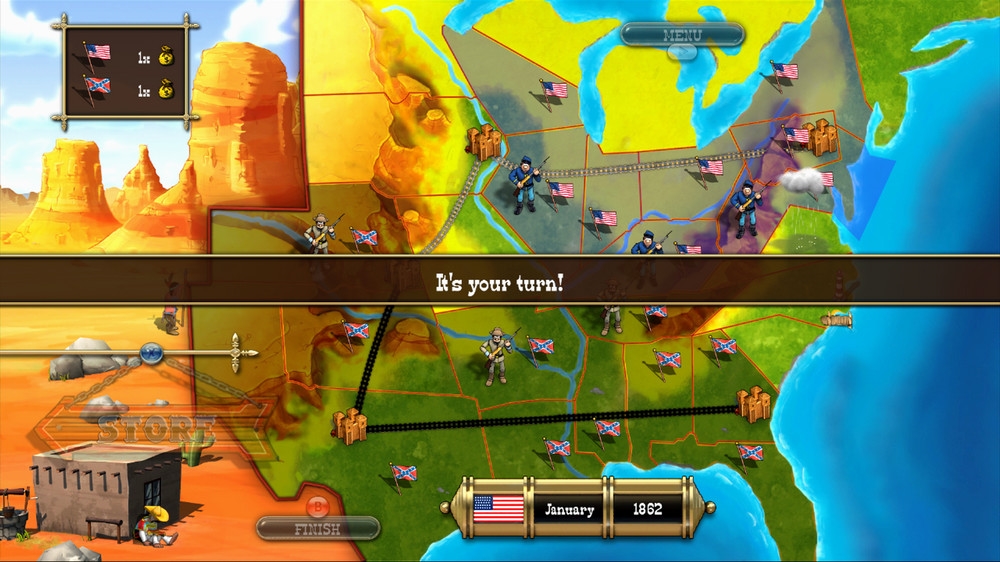 1x
1x
MENU
It's your turn!
STORE
B
FINISH
January
1862